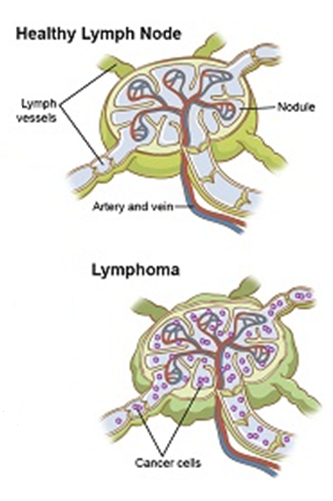 Healthy Lymph Node
Lymph
vessels
Nodule
Artery and vein
Lymphoma
Cancer cells